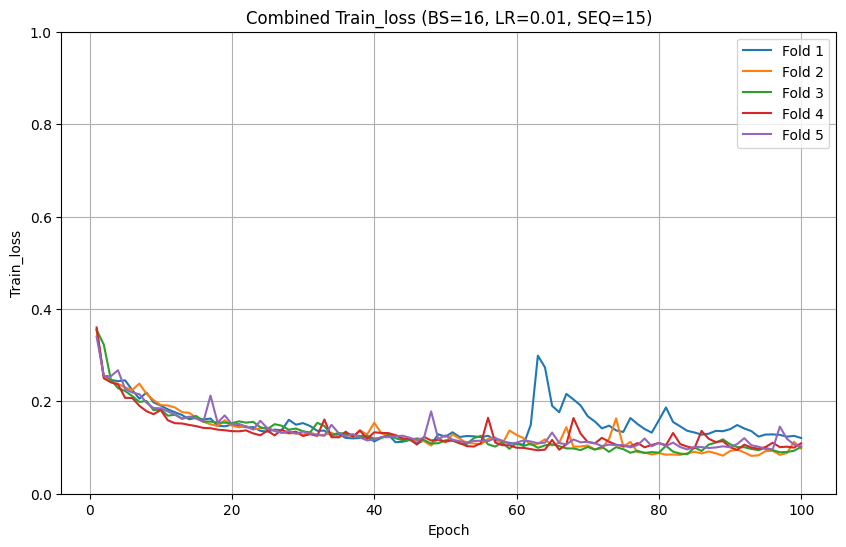 Combined Train_loss (BS=16, LR=0.01, SEQ=15)
Train_loss
1.0
0.8
0.6
0.4
0.2
0.0
Fold 1
Fold 2
Fold 3
Fold 4
Fold 5
0 20 40 60 80 100
Epoch